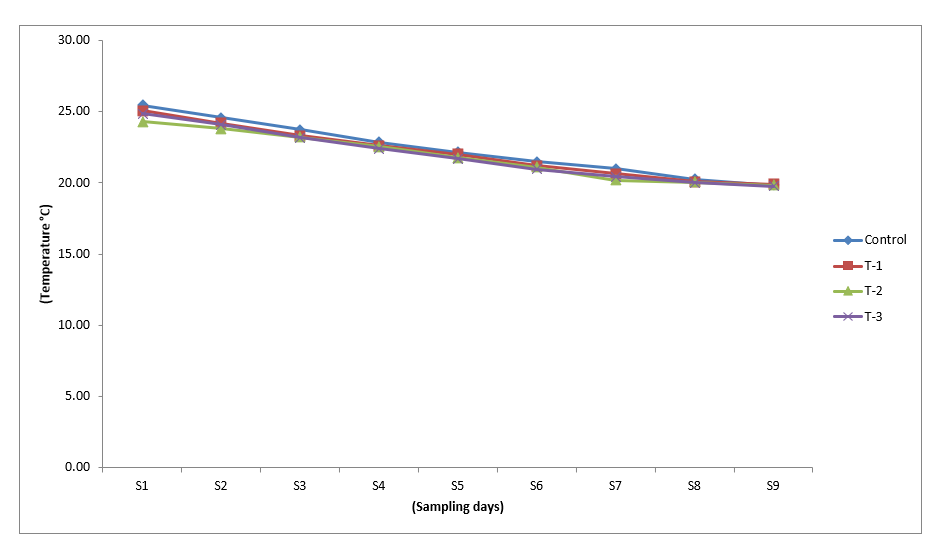 30.00
25.00
20.00
15.00
10.00
5.00
0.00
(Temperature °C)
S1 S2 S3 S4 S5 S6 S7 S8 S9
(Sampling days)
Control
T-1
T-2
T-3